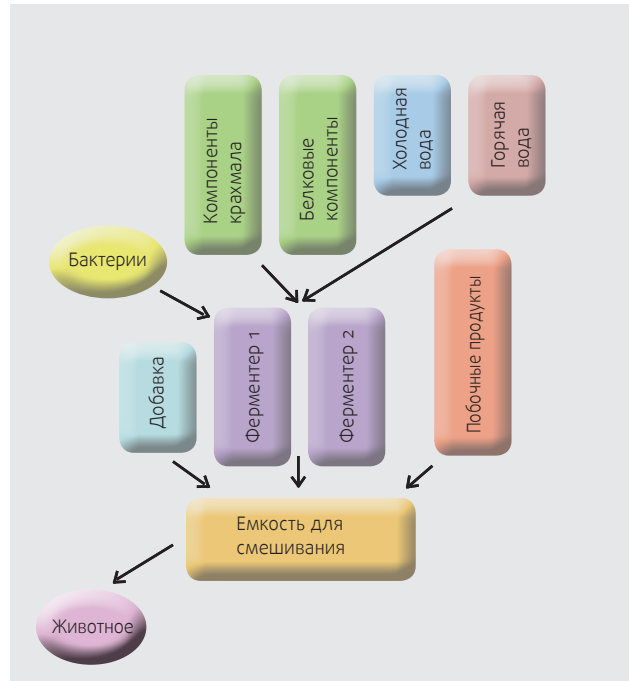 Компоненты
крахмала
Белковые
компоненты
Холодная
вода
Горячая
вода
Бактерии
Добавка
Ферментер 1
Ферментер 2
Побочные продукты
Емкость для
смешивания
Животное